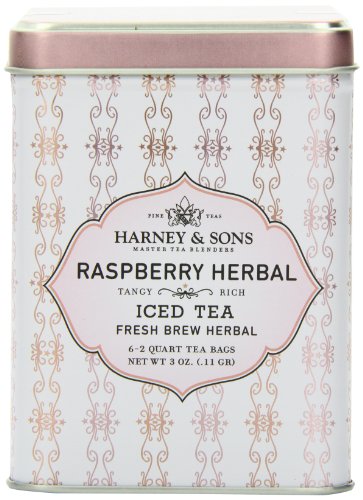 FINE TEAS
HARNEY & SONS
MASTER TEA BLENDERS
RASPBERRY HERBAL
TANGY RICH
ICED TEA
FRESH BREW HERBAL
6-2 QUART TEA BAGS
NET WT 3 OZ. (.11 GR)